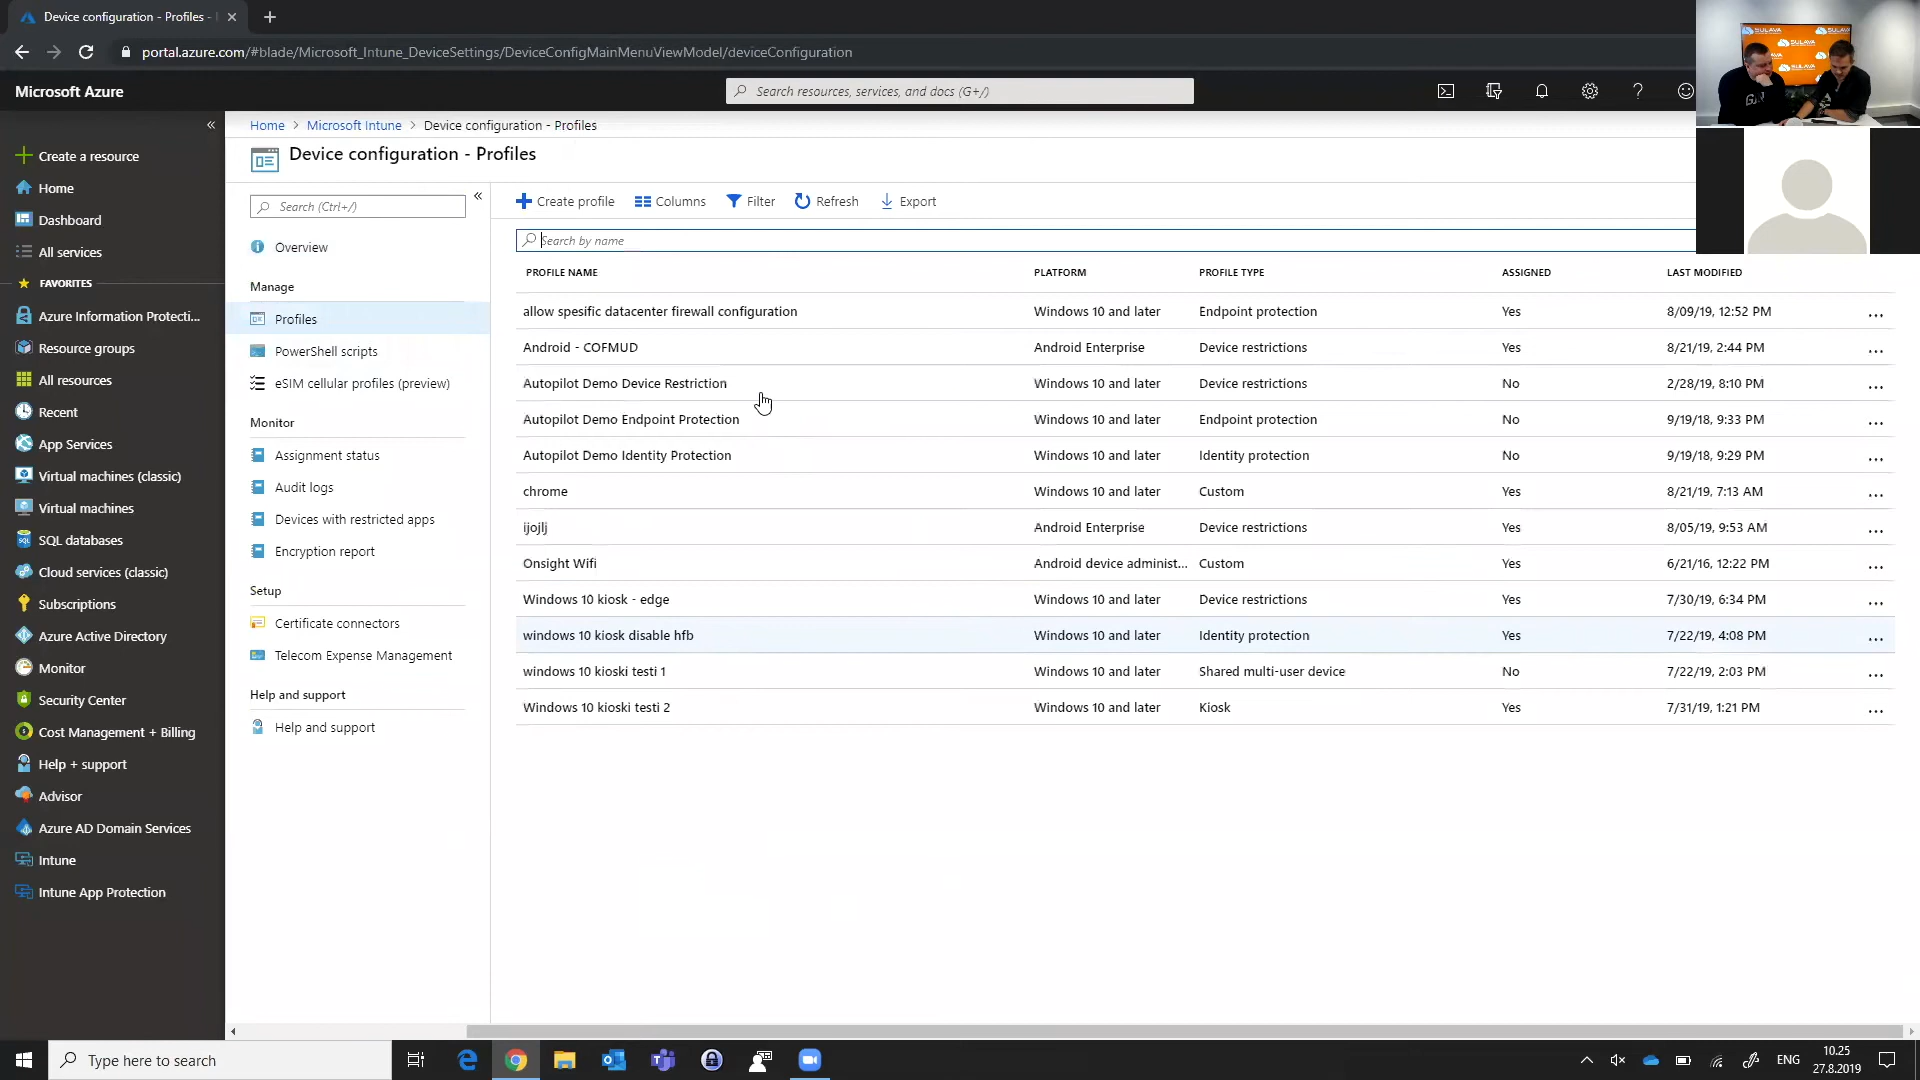 Device configuration - Profiles -
portal.azure.com/#blade/Microsoft_Intune_DeviceSettings/DeviceConfigMainMenuViewModel/deviceConfiguration
Microsoft Azure
Search resources, services, and docs (G+/)
SULAVA
Create a resource
Home
Dashboard
All services
FAVORITES
Azure Information Protecti...
Resource groups
All resources
Recent
App Services
Virtual machines (classic)
Virtual machines
SQL databases
Cloud services (classic)
Subscriptions
Azure Active Directory
Monitor
Security Center
Cost Management + Billing
Help + support
Advisor
Azure AD Domain Services
Intune
Intune App Protection
Home > Microsoft Intune > Device configuration - Profiles
Device configuration - Profiles
Search (Ctrl+/)
Overview
Manage
Profiles
PowerShell scripts
eSIM cellular profiles (preview)
Monitor
Assignment status
Audit logs
Devices with restricted apps
Encryption report
Setup
Certificate connectors
Telecom Expense Management
Help and support
Help and support
Create profile Columns Filter Refresh Export
Search by name
PROFILE NAME PLATFORM PROFILE TYPE ASSIGNED LAST MODIFIED
allow spesific datacenter firewall configuration Windows 10 and later Endpoint protection Yes 8/09/19, 12:52 PM ...
Android - COFMUD Android Enterprise Device restrictions Yes 8/21/19, 2:44 PM ...
Autopilot Demo Device Restriction Windows 10 and later Device restrictions No 2/28/19, 8:10 PM ...
Autopilot Demo Endpoint Protection Windows 10 and later Endpoint protection No 9/19/18, 9:33 PM ...
Autopilot Demo Identity Protection Windows 10 and later Identity protection No 9/19/18, 9:29 PM ...
chrome Windows 10 and later Custom Yes 8/21/19, 7:13 AM ...
ijojlj Android Enterprise Device restrictions Yes 8/05/19, 9:53 AM ...
Onsight Wifi Android device administ... Custom Yes 6/21/16, 12:22 PM ...
Windows 10 kiosk - edge Windows 10 and later Device restrictions Yes 7/30/19, 6:34 PM ...
windows 10 kiosk disable hfb Windows 10 and later Identity protection Yes 7/22/19, 4:08 PM ...
windows 10 kioski testi 1 Windows 10 and later Shared multi-user device No 7/22/19, 2:03 PM ...
Windows 10 kioski testi 2 Windows 10 and later Kiosk Yes 7/31/19, 1:21 PM ...
Type here to search
ENG
10.25
27.8.2019